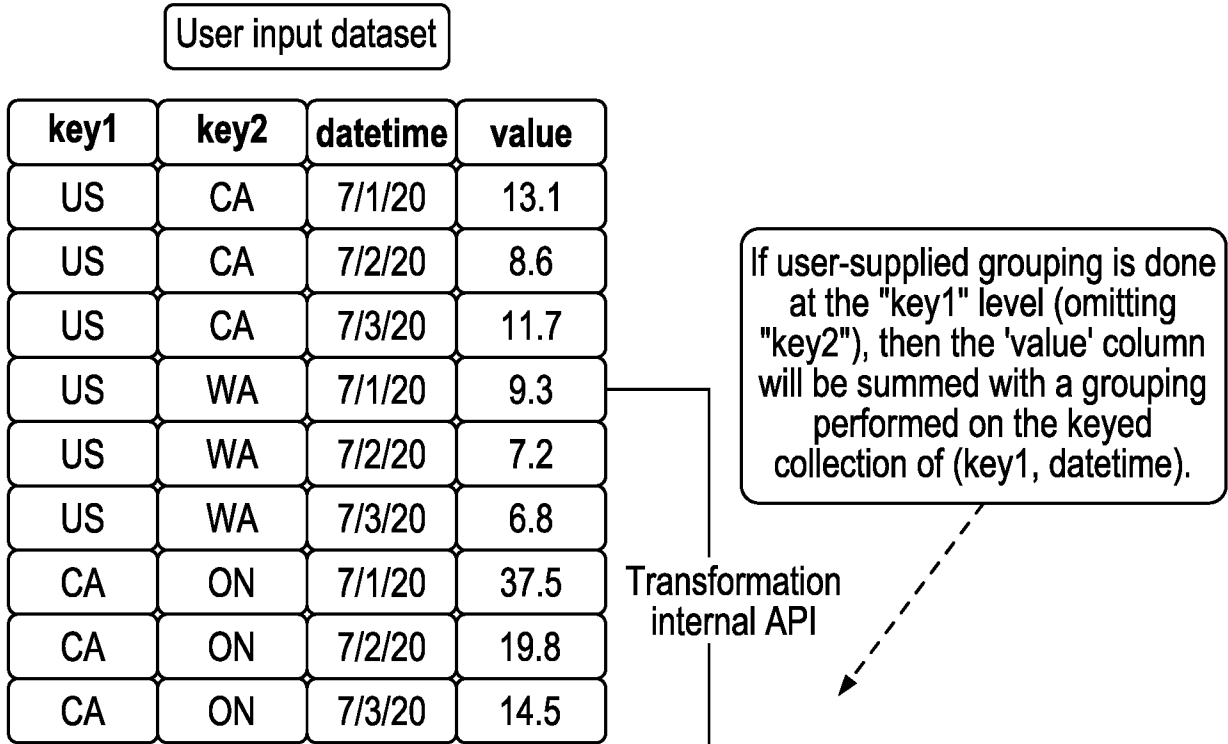 User input dataset
key1 key2 datetime value
US CA 7/1/20 13.1
US CA 7/2/20 8.6
US CA 7/3/20 11.7
US WA 7/1/20 9.3
US WA 7/2/20 7.2
US WA 7/3/20 6.8
CA ON 7/1/20 37.5
CA ON 7/2/20 19.8
CA ON 7/3/20 14.5
If user-supplied grouping is done
at the "key1" level (omitting
"key2"), then the 'value' column
will be summed with a grouping
performed on the keyed
collection of (key1, datetime).
Transformation
internal API